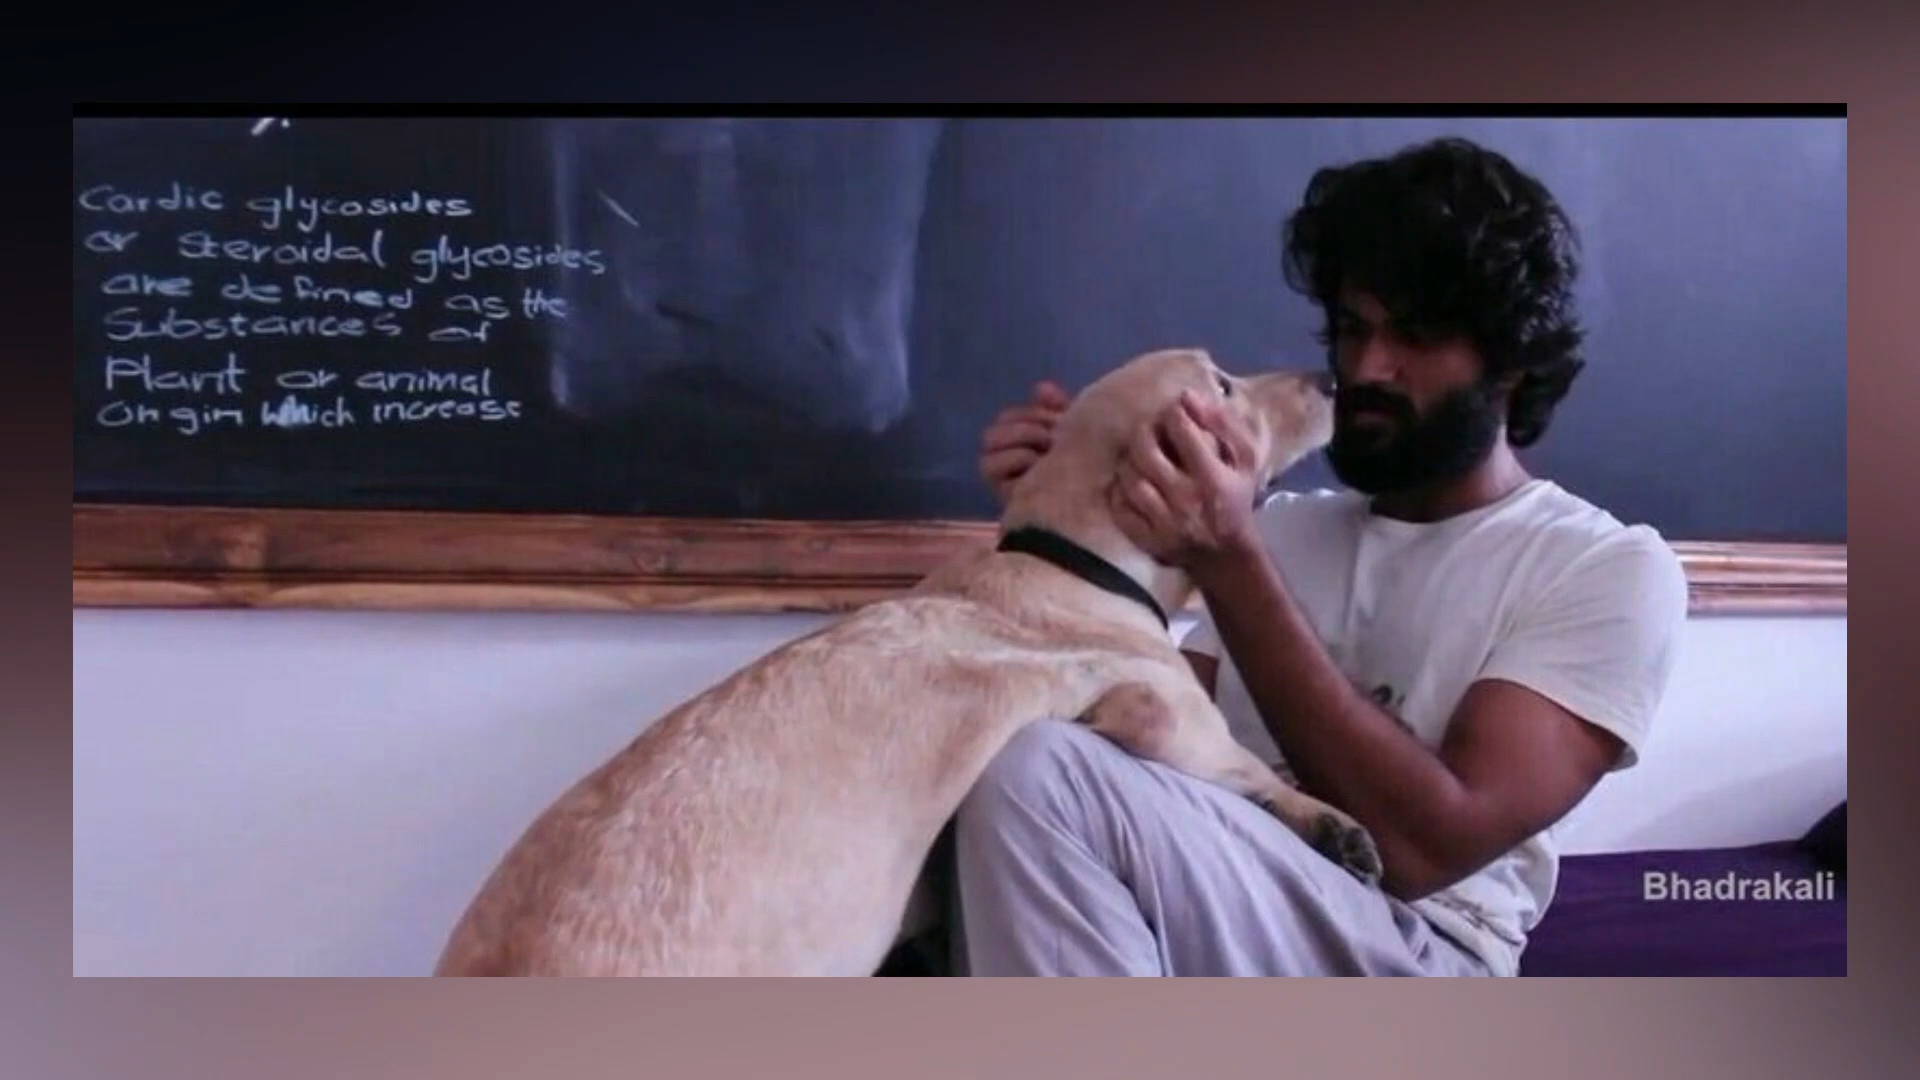 Cardic glycosides
or Steroidal glycosides
are defined as the
Substances of
Plant or animal
Origin which increase
Bhadrakali